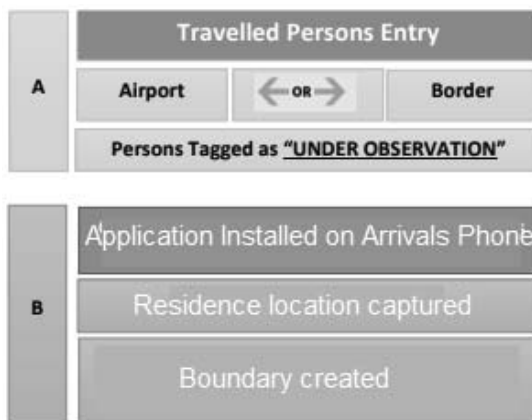 Travelled Persons Entry
A
Airport
OR
Border
Persons Tagged as “UNDER OBSERVATION”
Application Installed on Arrivals Phone
B
Residence location captured
Boundary created